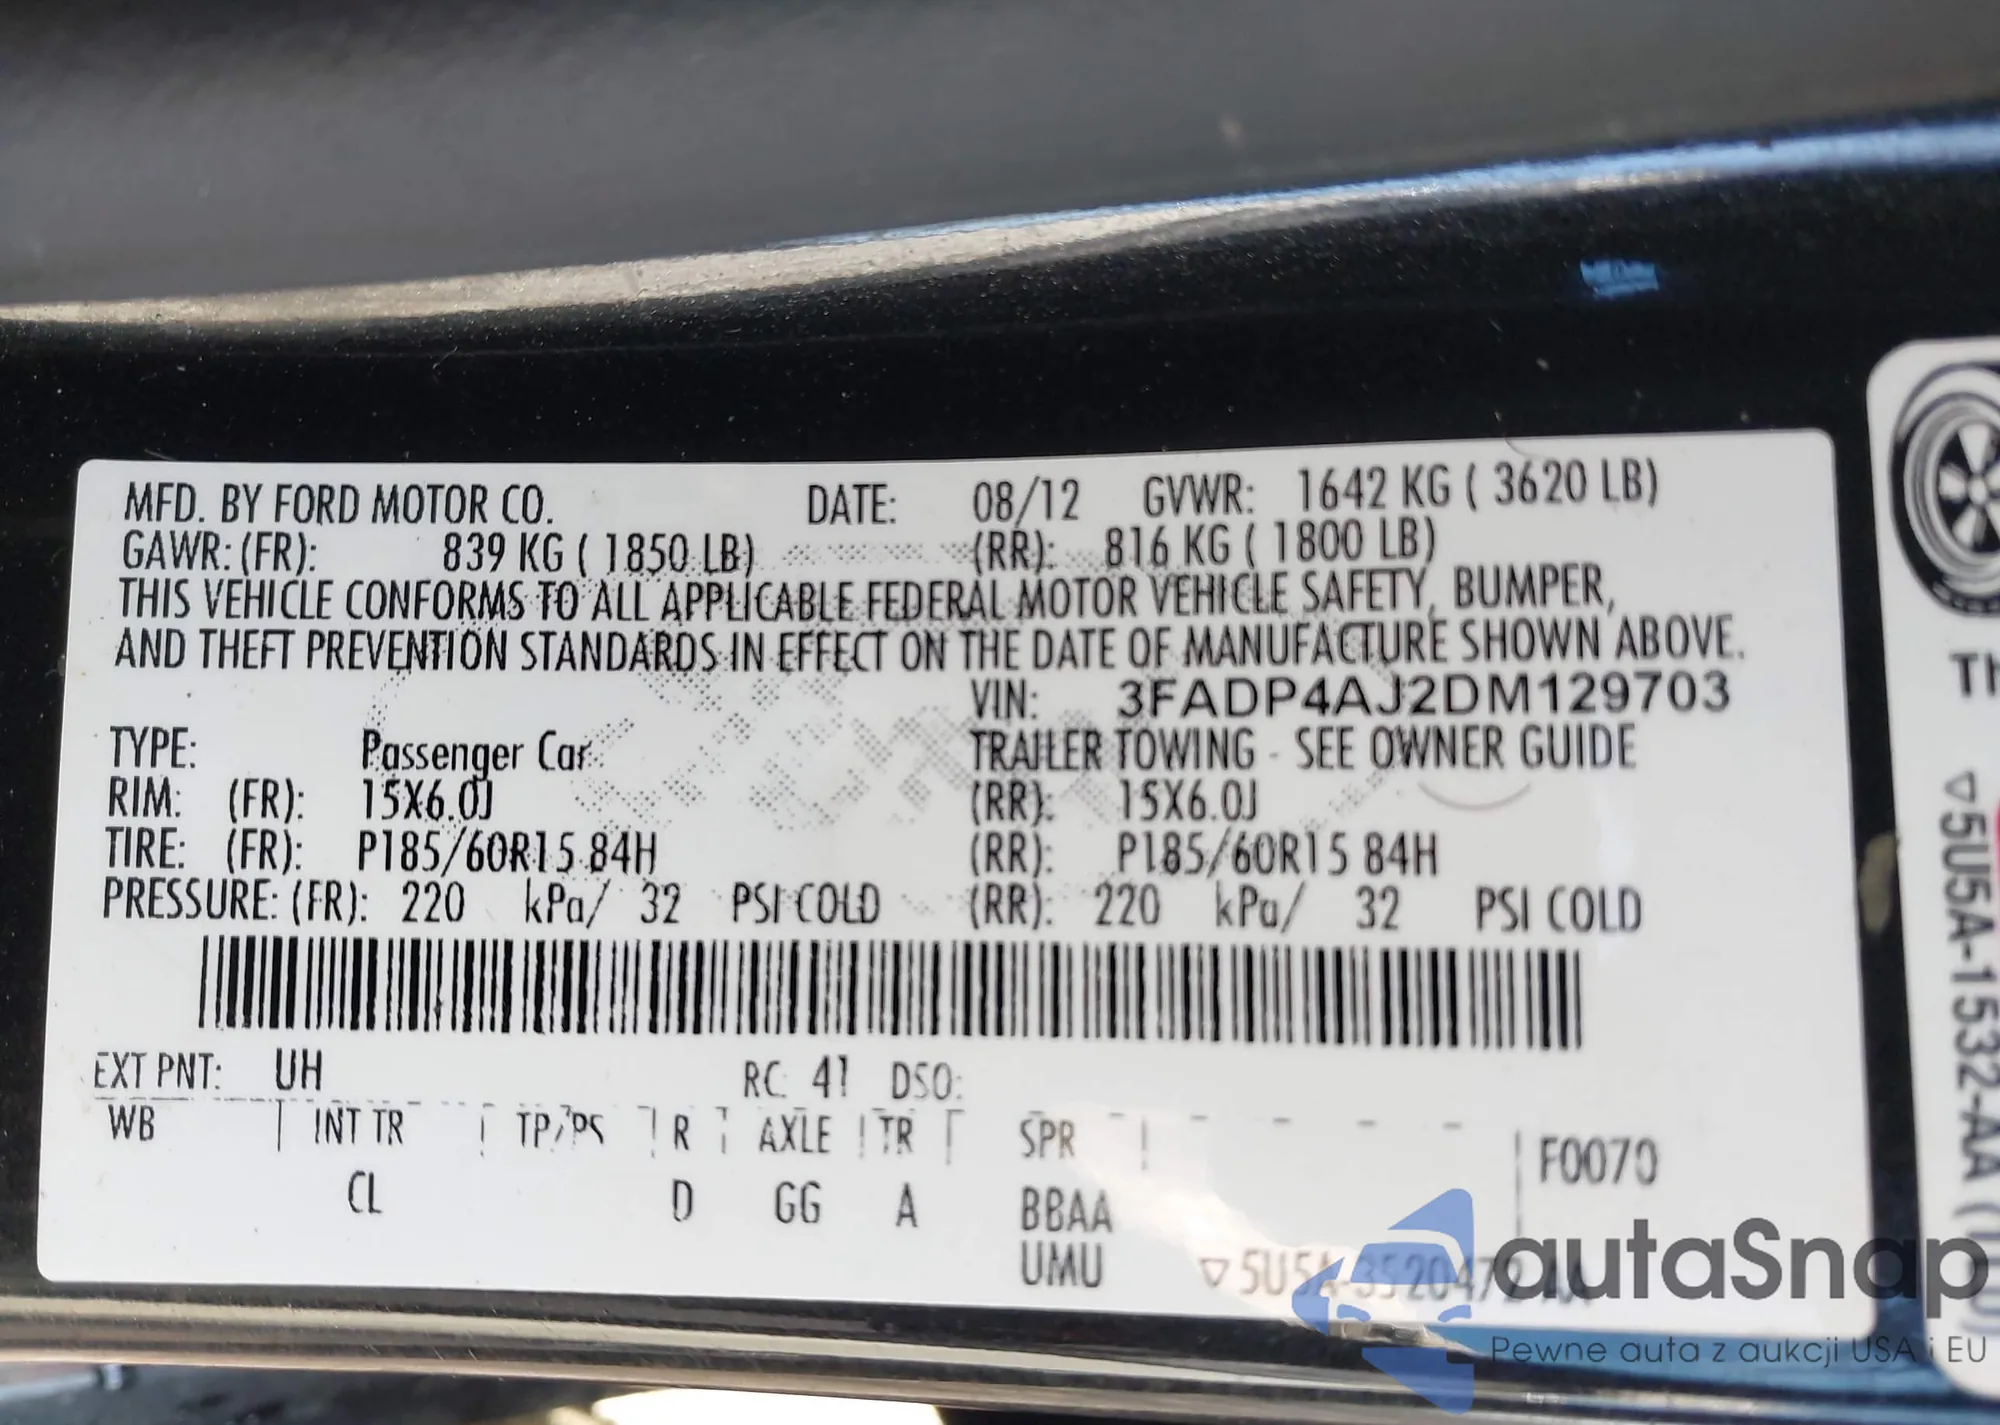 MFD. BY FORD MOTOR CO. DATE: 08/12 GVWR: 1642 KG ( 3620 LB)
GAWR: (FR): 839 KG ( 1850 LB) (RR): 816 KG ( 1800 LB)
THIS VEHICLE CONFORMS TO ALL APPLICABLE FEDERAL MOTOR VEHICLE SAFETY, BUMPER,
AND THEFT PREVENTION STANDARDS IN EFFECT ON THE DATE OF MANUFACTURE SHOWN ABOVE.
VIN: 3FADP4AJ2DM129703
TYPE: Passenger Car TRAILER TOWING - SEE OWNER GUIDE
RIM: (FR): 15X6.0J (RR): 15X6.0J
TIRE: (FR): P185/60R15 84H (RR): P185/60R15 84H
PRESSURE: (FR): 220 kPa/ 32 PSI COLD (RR): 220 kPa/ 32 PSI COLD
EXT PNT: UH RC: 41 DSO:
WB INT TR TP/PS R AXLE TR SPR F0070
CL D GG A BBAA
UMU ▽5U5A-3520472-AA
▽5U5A-1532-AA
autaSnap
Pewne auta z aukcji USA i EU